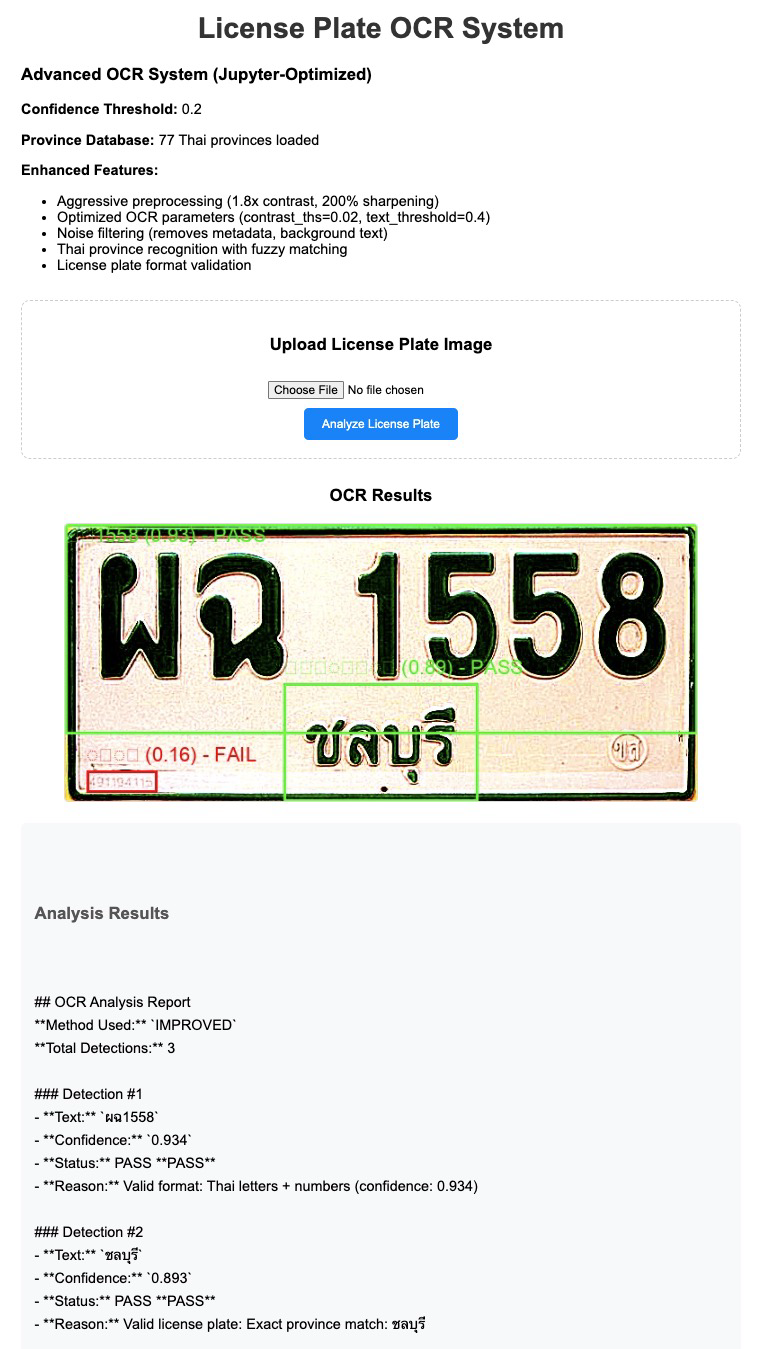 License Plate OCR System
Advanced OCR System (Jupyter-Optimized)
Confidence Threshold: 0.2
Province Database: 77 Thai provinces loaded
Enhanced Features:
• Aggressive preprocessing (1.8x contrast, 200% sharpening)
• Optimized OCR parameters (contrast_ths=0.02, text_threshold=0.4)
• Noise filtering (removes metadata, background text)
• Thai province recognition with fuzzy matching
• License plate format validation
Upload License Plate Image
Choose File No file chosen
Analyze License Plate
OCR Results
1558 (0.93) - PASS
ผฉ 1558
(0.89) - PASS
ชลบุรี
ขส
(0.16) - FAIL
Analysis Results
## OCR Analysis Report
**Method Used:** `IMPROVED`
**Total Detections:** 3
### Detection #1
- **Text:** `ผฉ1558`
- **Confidence:** `0.934`
- **Status:** PASS **PASS**
- **Reason:** Valid format: Thai letters + numbers (confidence: 0.934)
### Detection #2
- **Text:** `ชลบุรี`
- **Confidence:** `0.893`
- **Status:** PASS **PASS**
- **Reason:** Valid license plate: Exact province match: ชลบุรี